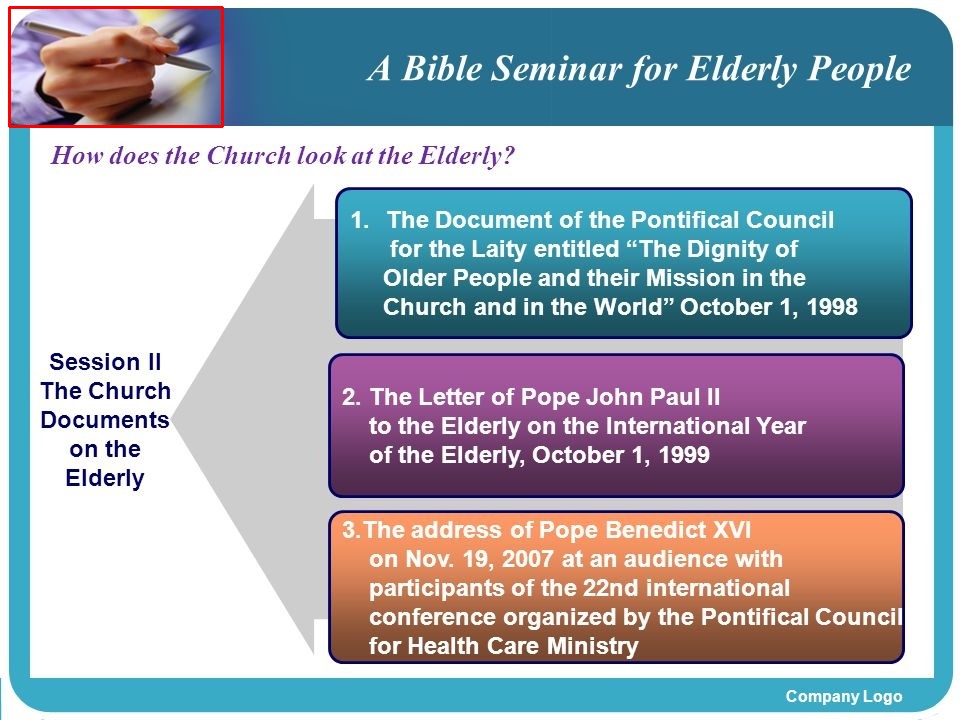 A Bible Seminar for Elderly People
How does the Church look at the Elderly?
Session II
The Church
Documents
on the
Elderly
1. The Document of the Pontifical Council
for the Laity entitled “The Dignity of
Older People and their Mission in the
Church and in the World” October 1, 1998
2. The Letter of Pope John Paul II
to the Elderly on the International Year
of the Elderly, October 1, 1999
3.The address of Pope Benedict XVI
on Nov. 19, 2007 at an audience with
participants of the 22nd international
conference organized by the Pontifical Council
for Health Care Ministry
Company Logo